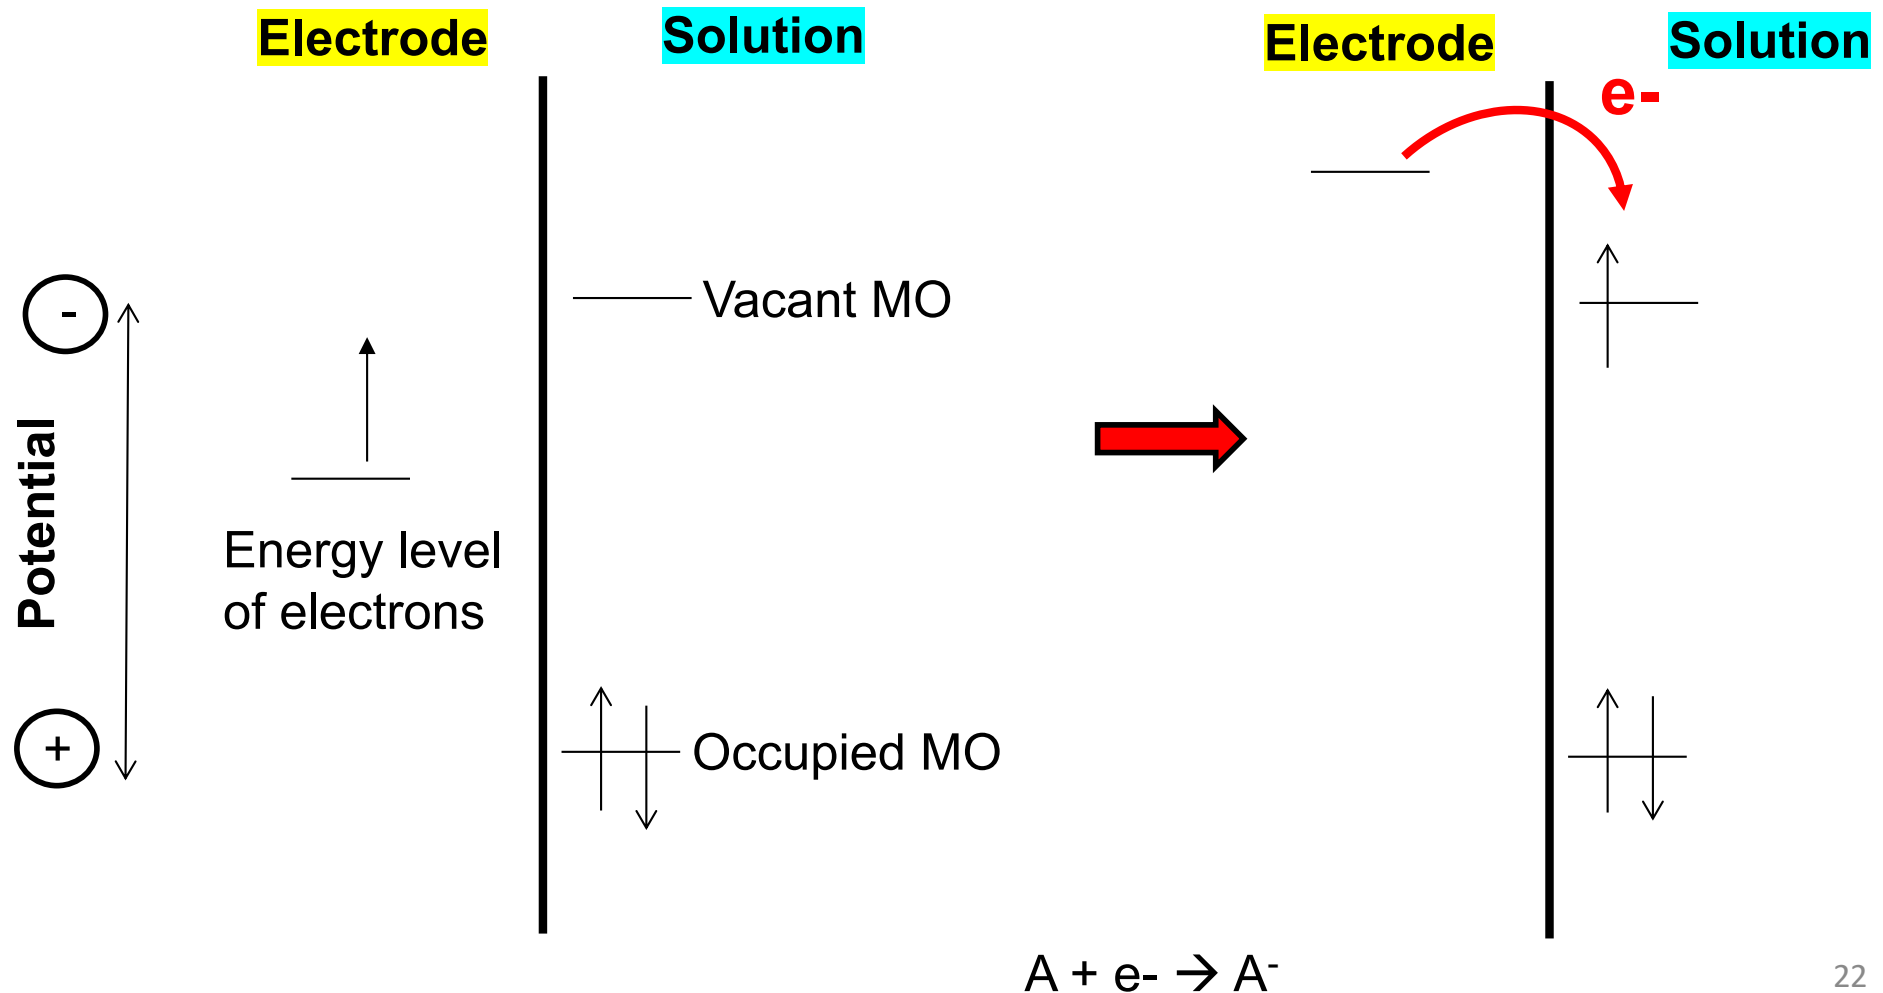 Electrode
Solution
Electrode
Solution
e-
Vacant MO
-
Potential
Energy level
of electrons
+
Occupied MO
A + e- → A⁻
22